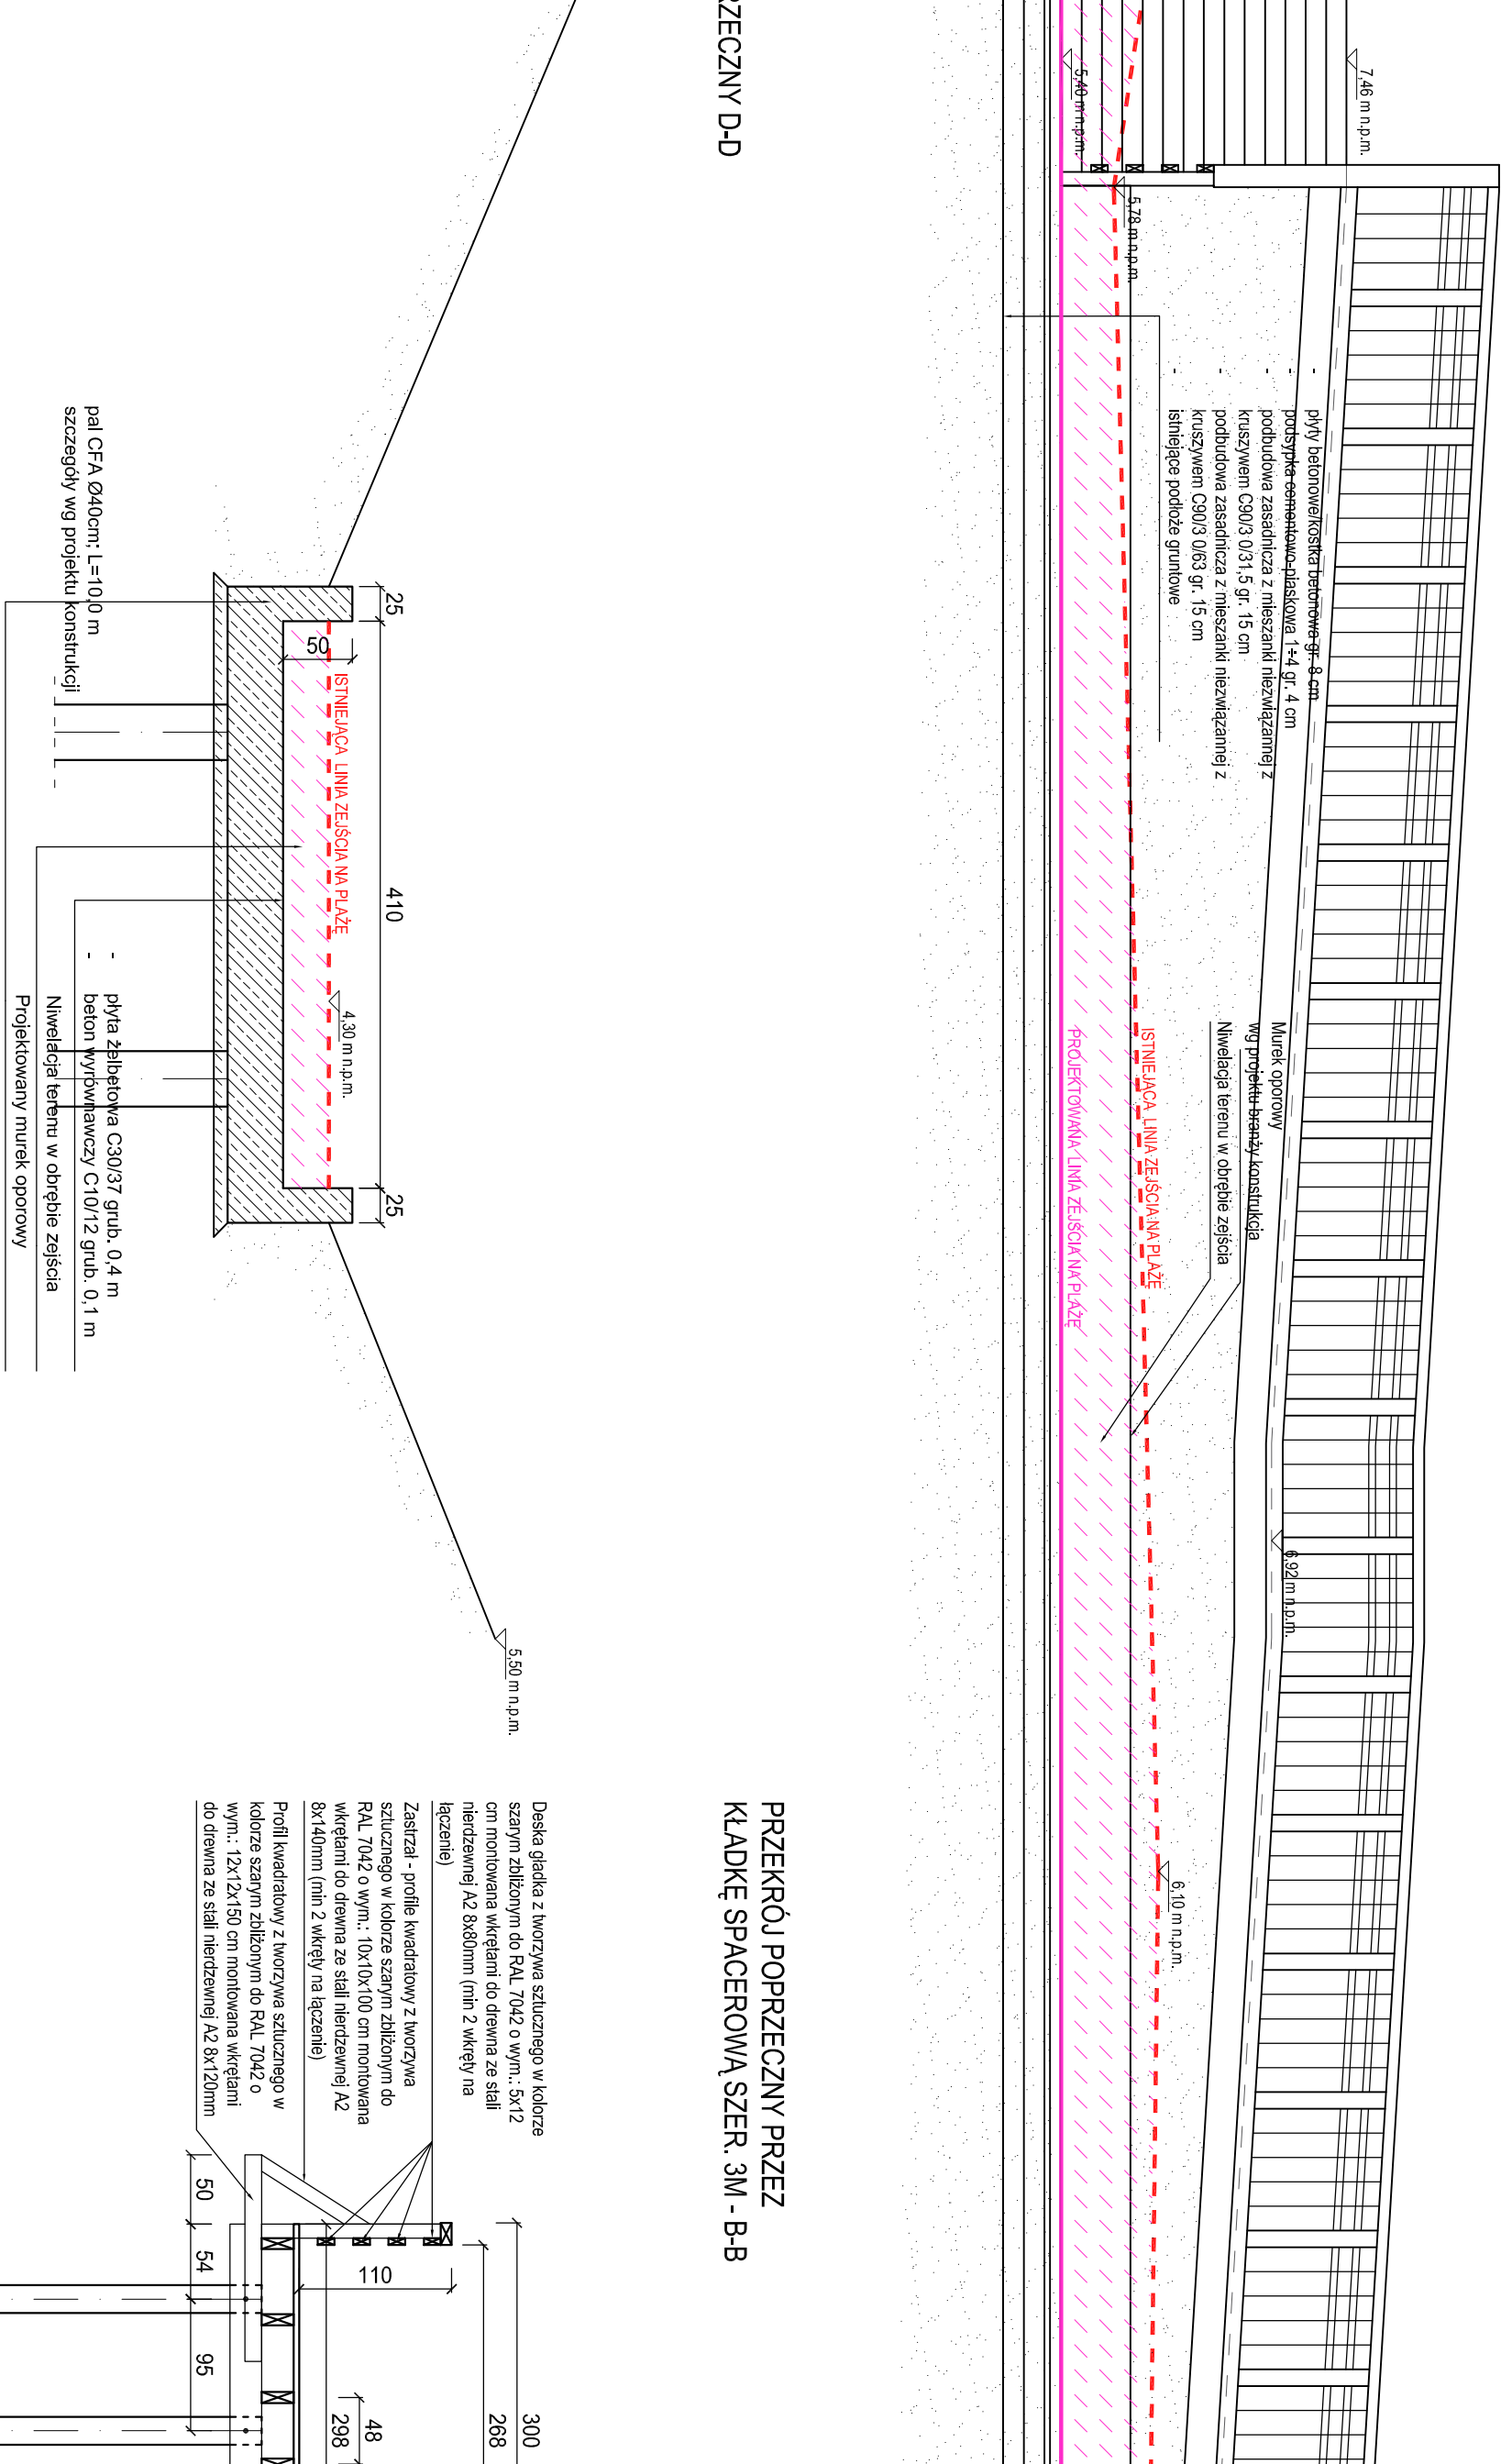 7,46 m n.p.m.
5,40 m n.p.m.
5,78 m n.p.m.
- płyty betonowe/kostka betonowa gr. 8 cm
- podsypka cementowo-piaskowa 1÷4 gr. 4 cm
- podbudowa zasadnicza z mieszanki niezwiązannej z
kruszywem C90/3 0/31,5 gr. 15 cm
- podbudowa zasadnicza z mieszanki niezwiązannej z
kruszywem C90/3 0/63 gr. 15 cm
- istniejące podłoże gruntowe
Murek oporowy
wg projektu branży konstrukcja
Niwelacja terenu w obrębie zejścia
ISTNIEJĄCA LINIA ZEJŚCIA NA PLAŻĘ
PROJEKTOWANA LINIA ZEJŚCIA NA PLAŻĘ
6,92 m n.p.m.
6,10 m n.p.m.
RZECZNY D-D
25
410
25
50
ISTNIEJĄCA LINIA ZEJŚCIA NA PLAŻĘ
4,30 m n.p.m.
5,50 m n.p.m.
pal CFA Ø40cm; L=10,0 m
szczegóły wg projektu konstrukcji
- płyta żelbetowa C30/37 grub. 0,4 m
- beton wyrównawczy C10/12 grub. 0,1 m
Niwelacja terenu w obrębie zejścia
Projektowany murek oporowy
PRZEKRÓJ POPRZECZNY PRZEZ
KŁADKĘ SPACEROWĄ SZER. 3M - B-B
Deska gładka z tworzywa sztucznego w kolorze
szarym zbliżonym do RAL 7042 o wym.: 5x12
cm montowana wkrętami do drewna ze stali
nierdzewnej A2 8x80mm (min 2 wkręty na
łączenie)
Zastrzał - profile kwadratowy z tworzywa
sztucznego w kolorze szarym zbliżonym do
RAL 7042 o wym.: 10x10x100 cm montowana
wkrętami do drewna ze stali nierdzewnej A2
8x140mm (min 2 wkręty na łączenie)
Profil kwadratowy z tworzywa sztucznego w
kolorze szarym zbliżonym do RAL 7042 o
wym.: 12x12x150 cm montowana wkrętami
do drewna ze stali nierdzewnej A2 8x120mm
300
268
110
48
298
50
54
95